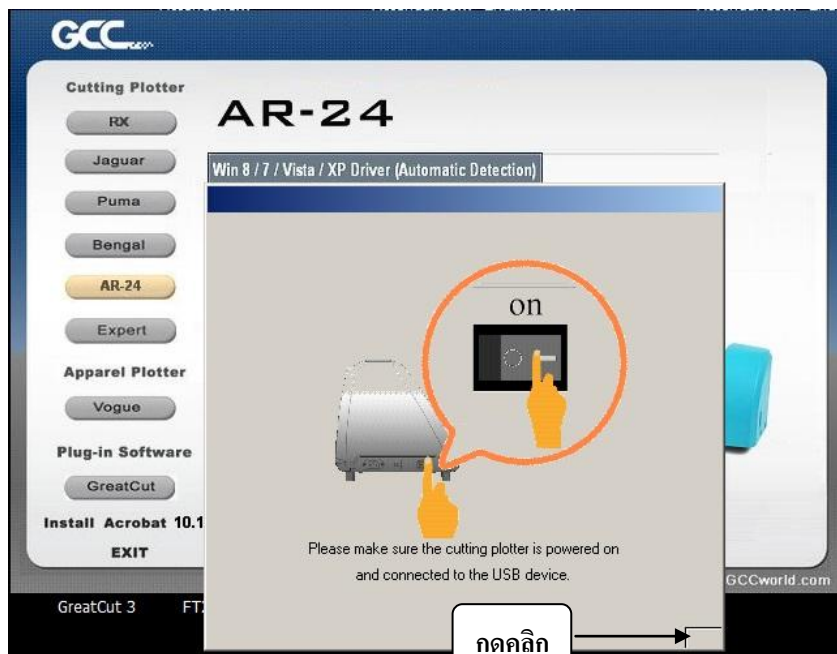 GCC
Cutting Plotter
RX
Jaguar
Puma
Bengal
AR-24
Expert
Apparel Plotter
Vogue
Plug-in Software
GreatCut
Install Acrobat 10.1
EXIT
GreatCut 3
AR-24
Win 8 / 7 / Vista / XP Driver (Automatic Detection)
on
Please make sure the cutting plotter is powered on
and connected to the USB device.
GCCworld.com
กดคลิก